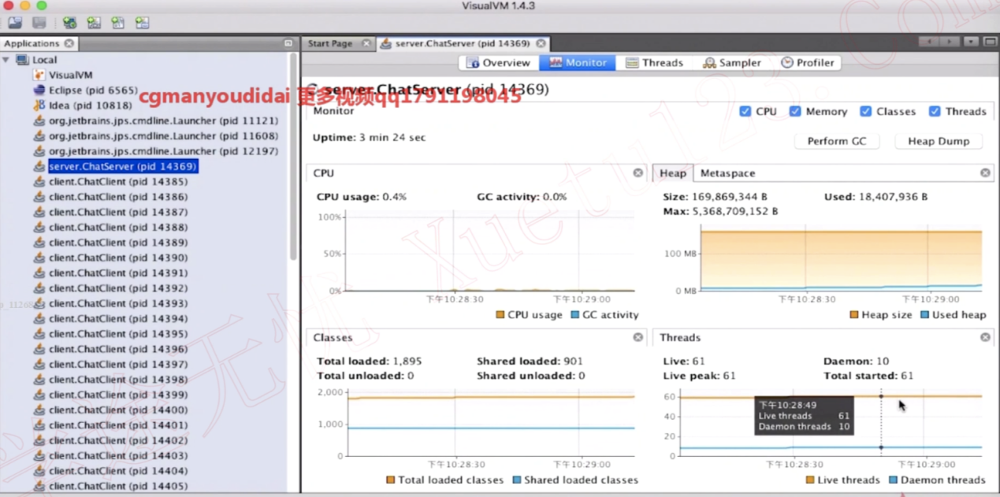 VisualVM 1.4.3
Applications
Start Page
server.ChatServer (pid 14369)
Local
VisualVM
Eclipse (pid 6565)
Idea (pid 10818)
org.jetbrains.jps.cmdline.Launcher (pid 11121)
org.jetbrains.jps.cmdline.Launcher (pid 11608)
org.jetbrains.jps.cmdline.Launcher (pid 12197)
server.ChatServer (pid 14369)
client.ChatClient (pid 14385)
client.ChatClient (pid 14386)
client.ChatClient (pid 14387)
client.ChatClient (pid 14388)
client.ChatClient (pid 14389)
client.ChatClient (pid 14390)
client.ChatClient (pid 14391)
client.ChatClient (pid 14392)
client.ChatClient (pid 14393)
client.ChatClient (pid 14394)
client.ChatClient (pid 14395)
client.ChatClient (pid 14396)
client.ChatClient (pid 14397)
client.ChatClient (pid 14398)
client.ChatClient (pid 14399)
client.ChatClient (pid 14400)
client.ChatClient (pid 14401)
client.ChatClient (pid 14402)
client.ChatClient (pid 14403)
client.ChatClient (pid 14404)
client.ChatClient (pid 14405)
Overview Monitor Threads Sampler Profiler
server.ChatServer (pid 14369)
cgmanyoudidai 更多视频qq1791198045
Monitor
CPU Memory Classes Threads
Uptime: 3 min 24 sec
Perform GC Heap Dump
CPU
CPU usage: 0.4% GC activity: 0.0%
100%
50%
0%
下午10:28:30 下午10:29:00
CPU usage GC activity
Heap Metaspace
Size: 169,869,344 B Used: 18,407,936 B
Max: 5,368,709,152 B
100 MB
0 MB
下午10:28:30 下午10:29:00
Heap size Used heap
Classes
Total loaded: 1,895 Shared loaded: 901
Total unloaded: 0 Shared unloaded: 0
2,000
1,000
0
下午10:28:30 下午10:29:00
Total loaded classes Shared loaded classes
Threads
Live: 61 Daemon: 10
Live peak: 61 Total started: 61
60
40
20
0
下午10:28:49
Live threads 61
Daemon threads 10
下午10:28:30 下午10:29:00
Live threads Daemon threads
Xuetu123.Com